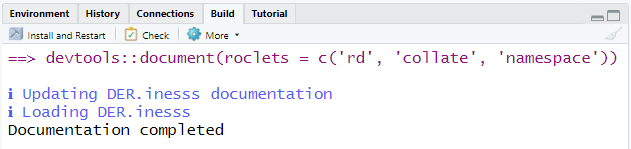 Environment History Connections Build Tutorial
Install and Restart Check More
==> devtools::document(roclets = c('rd', 'collate', 'namespace'))
i Updating DER.inesss documentation
i Loading DER.inesss
Documentation completed